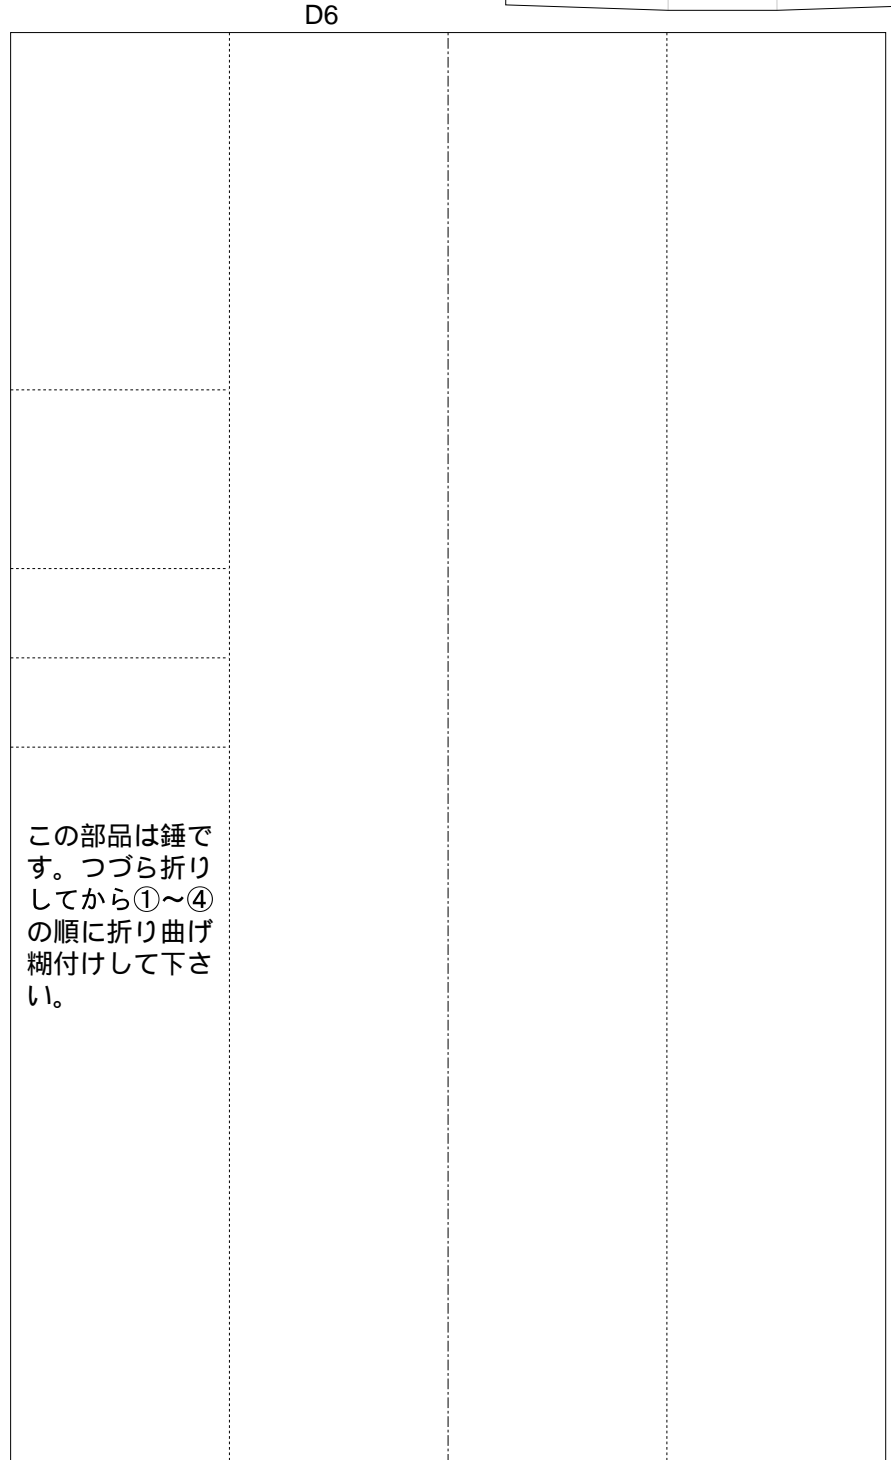 D6
この部品は錘で
す。つづら折り
してから①～④
の順に折り曲げ
糊付けして下さ
い。